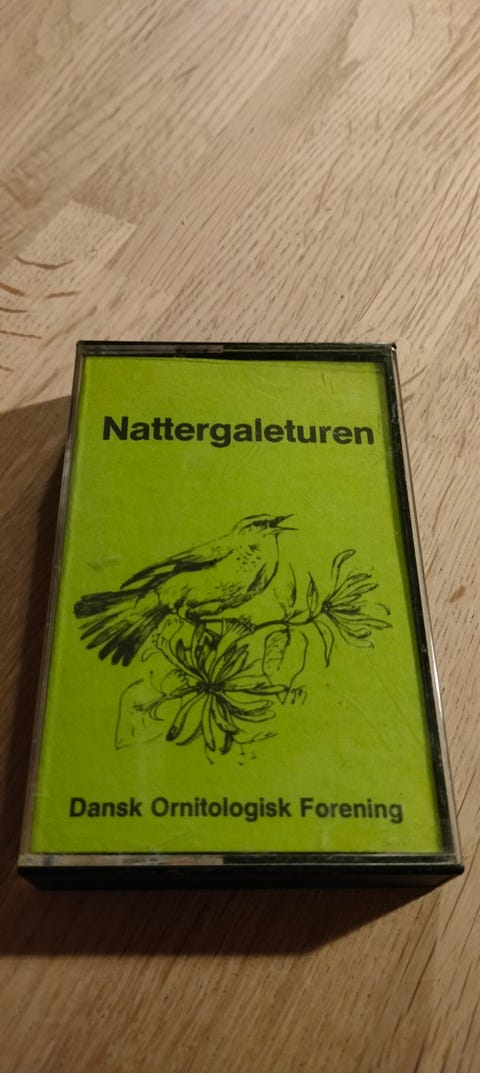 Nattergaleturen
Dansk Ornitologisk Forening